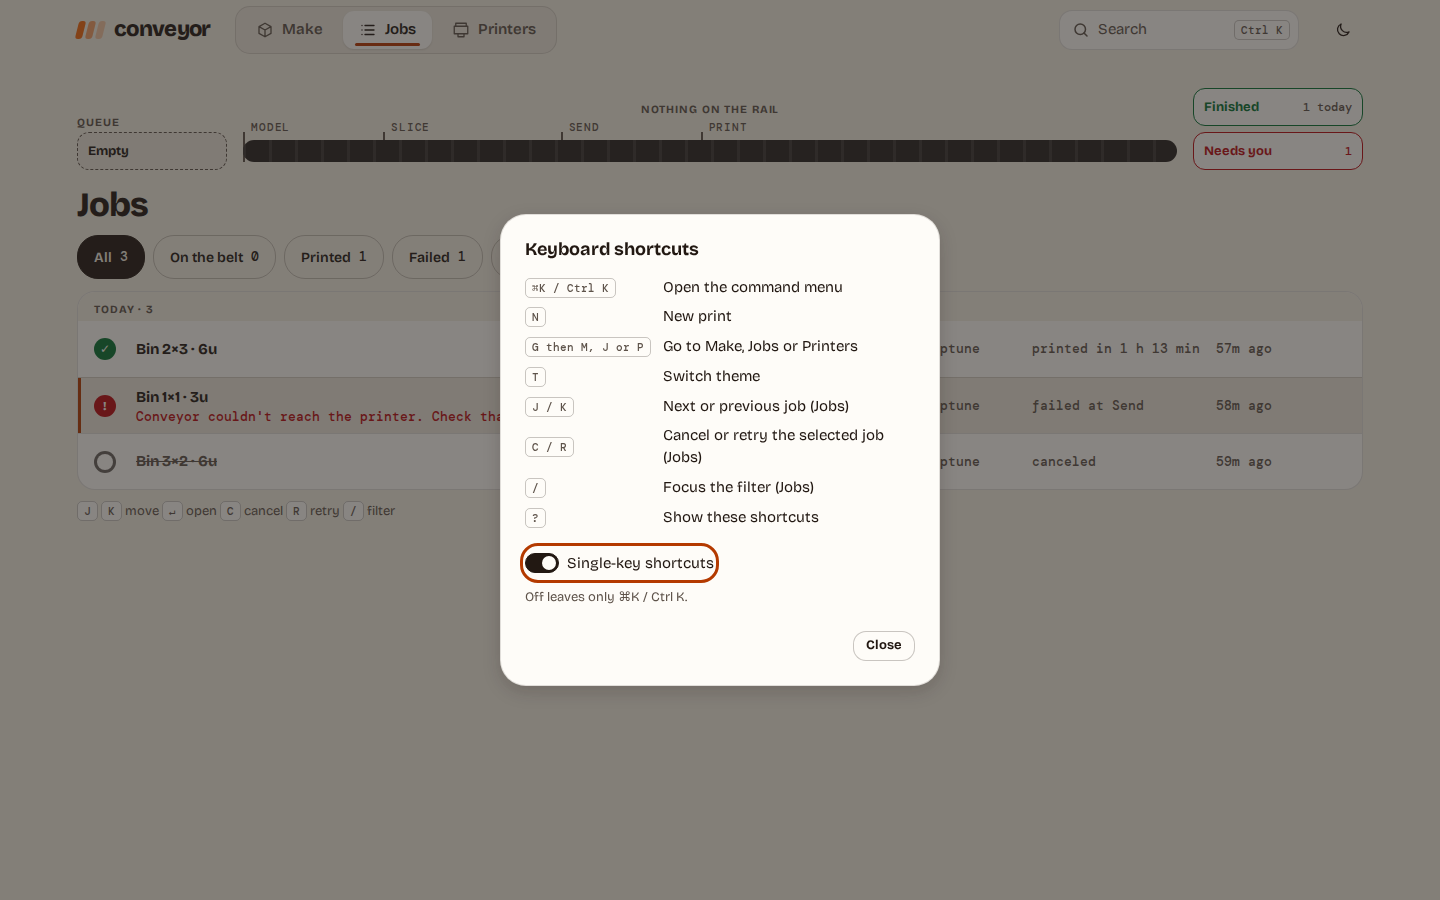 conveyor
Make
Jobs
Printers
Search
Ctrl K
QUEUE
Empty
NOTHING ON THE RAIL
MODEL
SLICE
SEND
PRINT
Finished
1 today
Needs you
1
Jobs
All 3
On the belt 0
Printed 1
Failed 1
TODAY · 3
Bin 2×3 · 6u
printed in 1 h 13 min
57m ago
Bin 1×1 · 3u
Conveyor couldn't reach the printer. Check
failed at Send
58m ago
Bin 3×2 · 6u
canceled
59m ago
J K move ↵ open C cancel R retry / filter
Keyboard shortcuts
⌘K / Ctrl K Open the command menu
N New print
G then M, J or P Go to Make, Jobs or Printers
T Switch theme
J / K Next or previous job (Jobs)
C / R Cancel or retry the selected job
(Jobs)
/ Focus the filter (Jobs)
? Show these shortcuts
Single-key shortcuts
Off leaves only ⌘K / Ctrl K.
Close